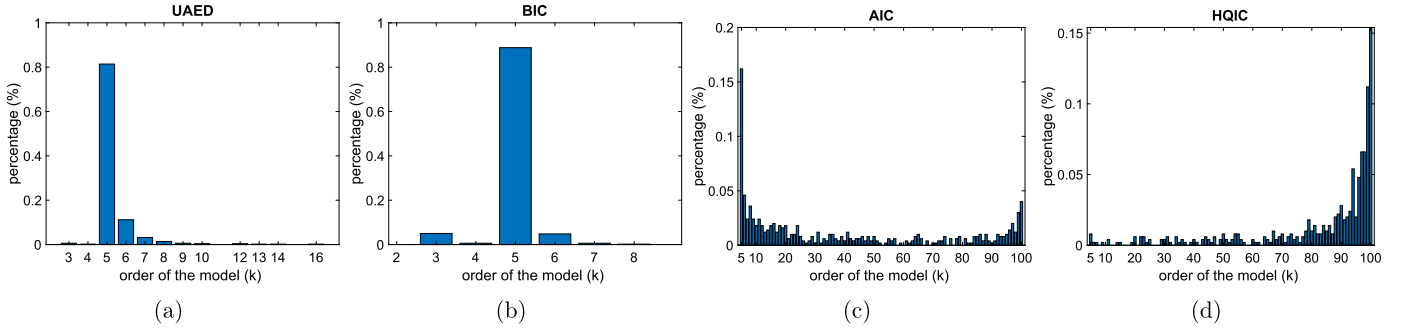 UAED
1
0.8
0.6
0.4
0.2
0
percentage (%)
3 4 5 6 7 8 9 10 12 13 14 16
order of the model (k)
(a)
BIC
1
0.8
0.6
0.4
0.2
0
percentage (%)
2 3 4 5 6 7 8
order of the model (k)
(b)
AIC
0.2
0.15
0.1
0.05
0
percentage (%)
5 10 20 30 40 50 60 70 80 90 100
order of the model (k)
(c)
HQIC
0.15
0.1
0.05
0
percentage (%)
5 10 20 30 40 50 60 70 80 90 100
order of the model (k)
(d)